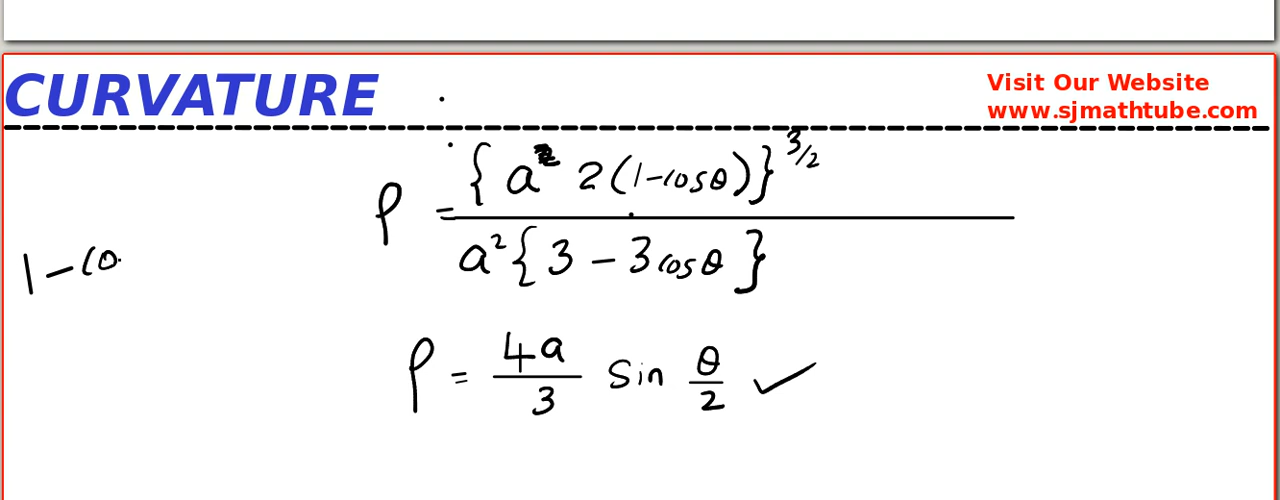 CURVATURE
Visit Our Website
www.sjmathtube.com
ρ = {a² 2(1-cosθ)}^3/2 / a²{3 - 3cosθ}
1 - co
ρ = 4a/3 sin θ/2 ✓